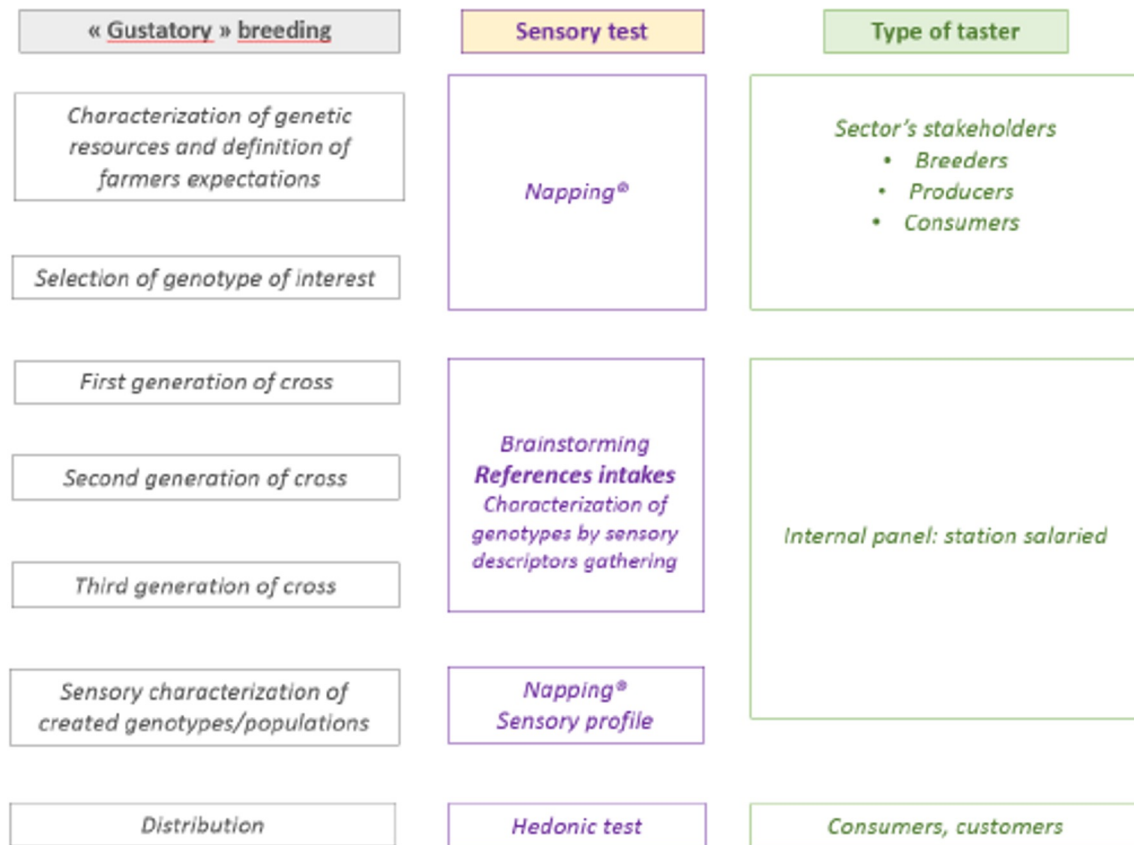 « Gustatory » breeding
Sensory test
Type of taster
Characterization of genetic
resources and definition of
farmers expectations
Napping®
Sector's stakeholders
• Breeders
• Producers
• Consumers
Selection of genotype of interest
First generation of cross
Second generation of cross
Third generation of cross
Brainstorming
References intakes
Characterization of
genotypes by sensory
descriptors gathering
Internal panel: station salaried
Sensory characterization of
created genotypes/populations
Napping®
Sensory profile
Distribution
Hedonic test
Consumers, customers